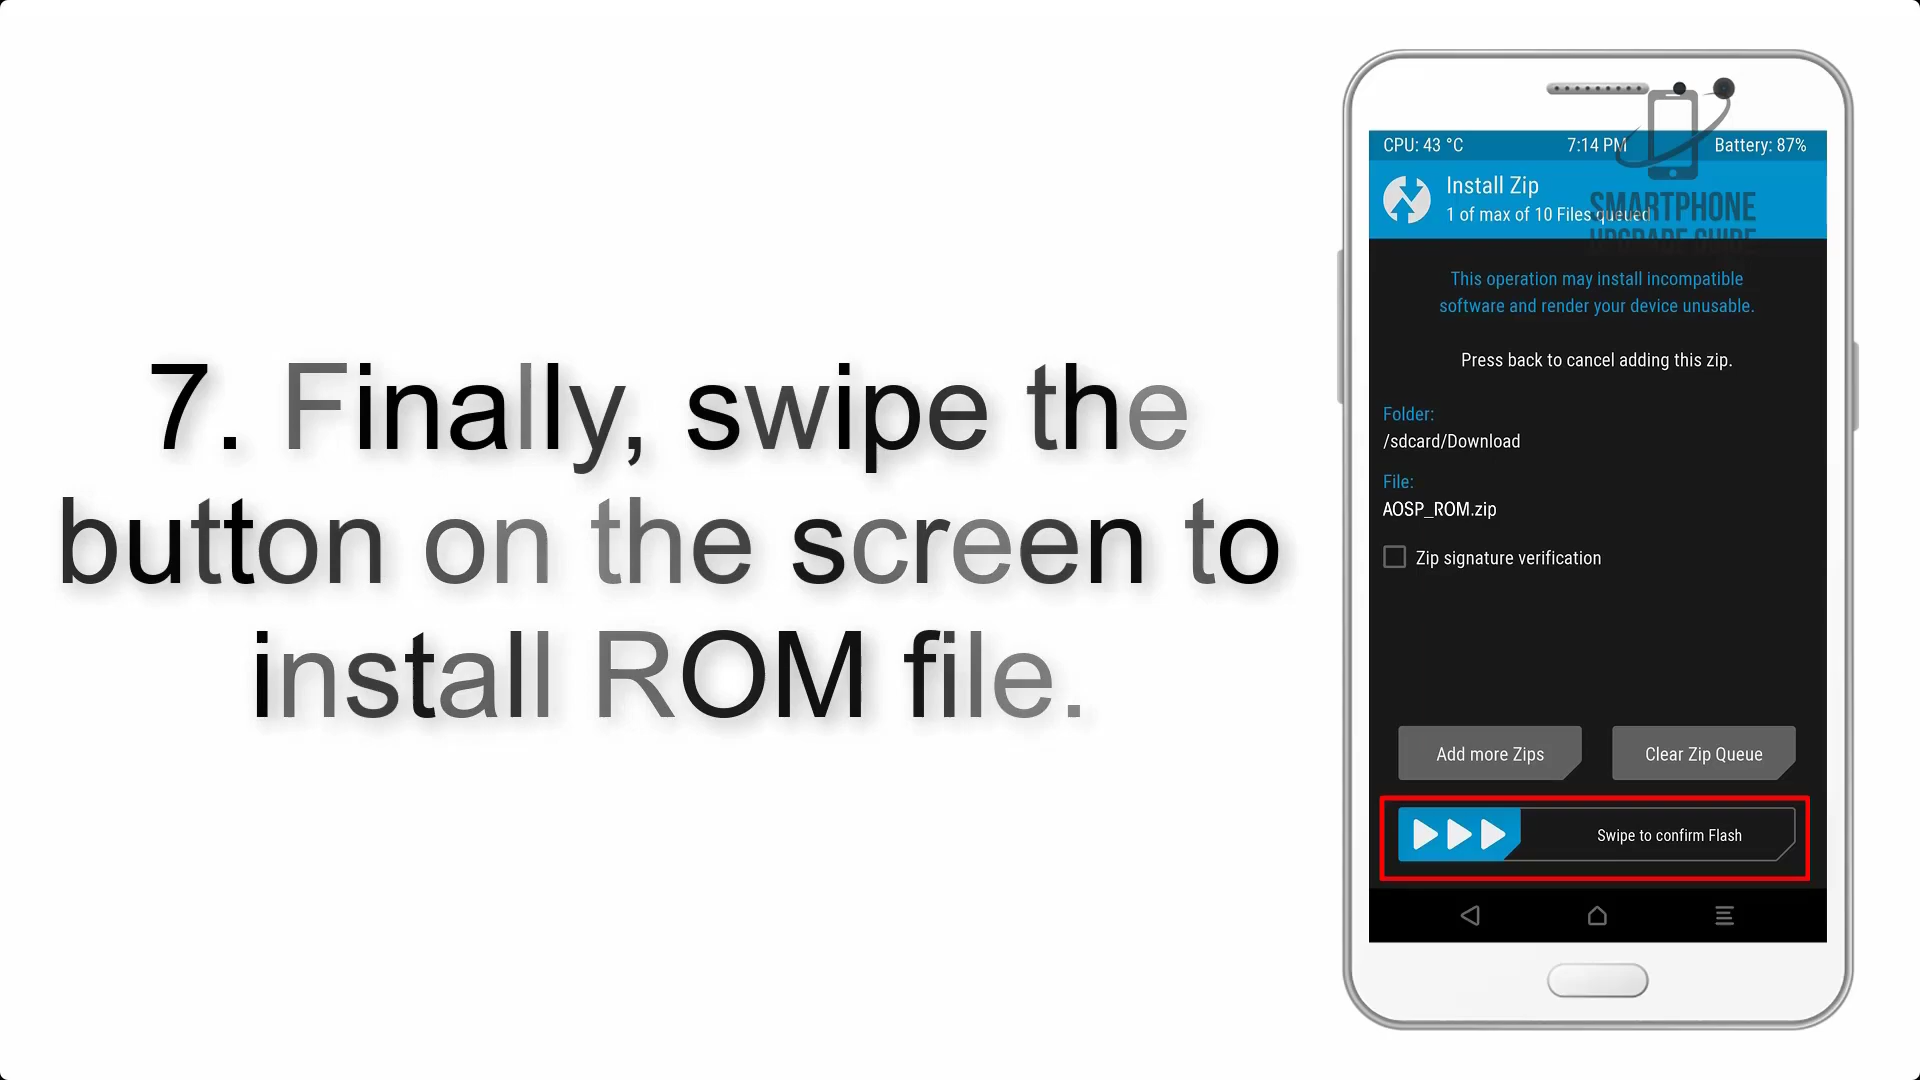 7. Finally, swipe the
button on the screen to
install ROM file.
CPU: 43 °C 7:14 PM Battery: 87%
Install Zip
1 of max of 10 Files queued
SMARTPHONE
UPGRADE GUIDE
This operation may install incompatible
software and render your device unusable.
Press back to cancel adding this zip.
Folder:
/sdcard/Download
File:
AOSP_ROM.zip
Zip signature verification
Add more Zips Clear Zip Queue
Swipe to confirm Flash